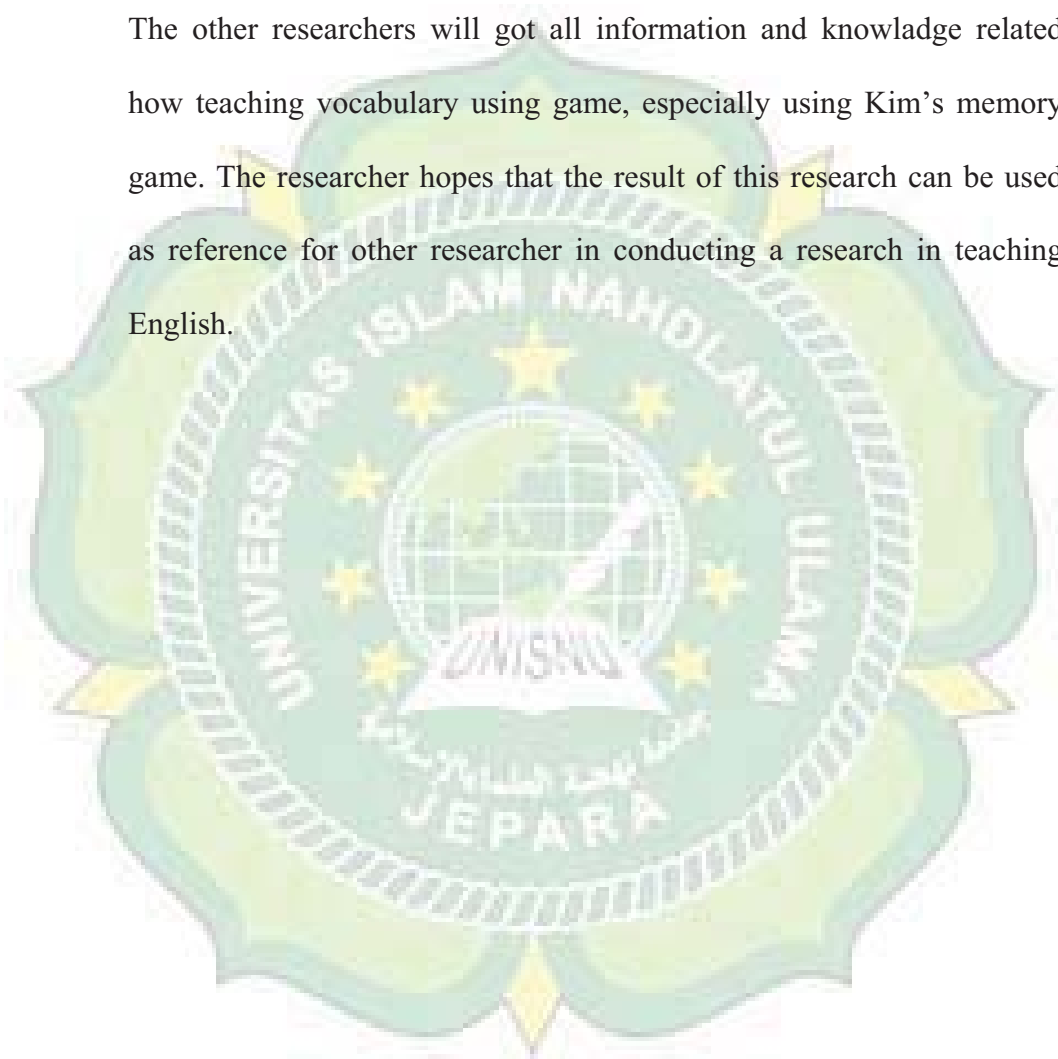 The other researchers will got all information and knowladge related
how teaching vocabulary using game, especially using Kim’s memory
game. The researcher hopes that the result of this research can be used
as reference for other researcher in conducting a research in teaching
English.
UNIVERSITAS ISLAM NAHDLATUL ULAMA
UNISNU
JEPARA